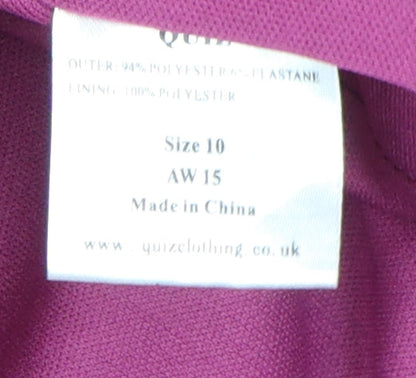 QUIZ
OUTER: 94% POLYESTER 6% ELASTANE
LINING: 100% POLYESTER
Size 10
AW 15
Made in China
www.quizclothing.co.uk